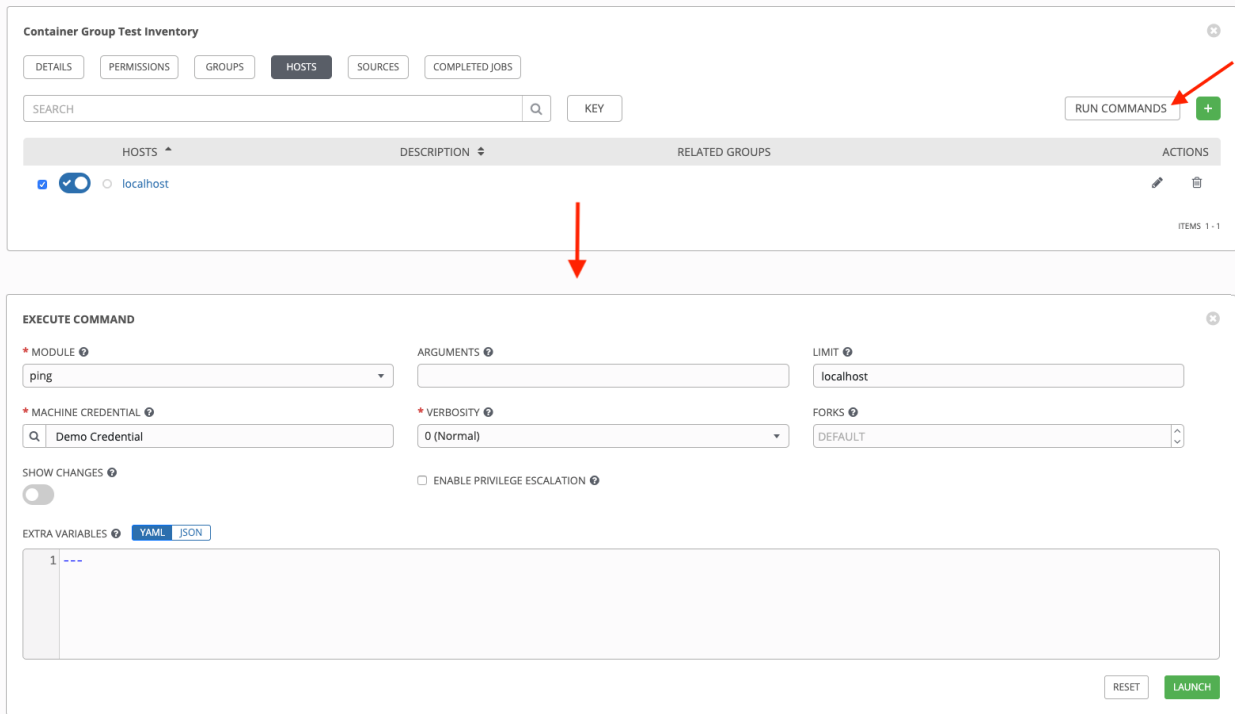 Container Group Test Inventory
DETAILS PERMISSIONS GROUPS HOSTS SOURCES COMPLETED JOBS
SEARCH KEY RUN COMMANDS +
HOSTS DESCRIPTION RELATED GROUPS ACTIONS
localhost
ITEMS 1 - 1
EXECUTE COMMAND
* MODULE ? ARGUMENTS ? LIMIT ?
ping localhost
* MACHINE CREDENTIAL ? * VERBOSITY ? FORKS ?
Demo Credential 0 (Normal) DEFAULT
SHOW CHANGES ? ENABLE PRIVILEGE ESCALATION ?
EXTRA VARIABLES ? YAML JSON
1 ---
RESET LAUNCH